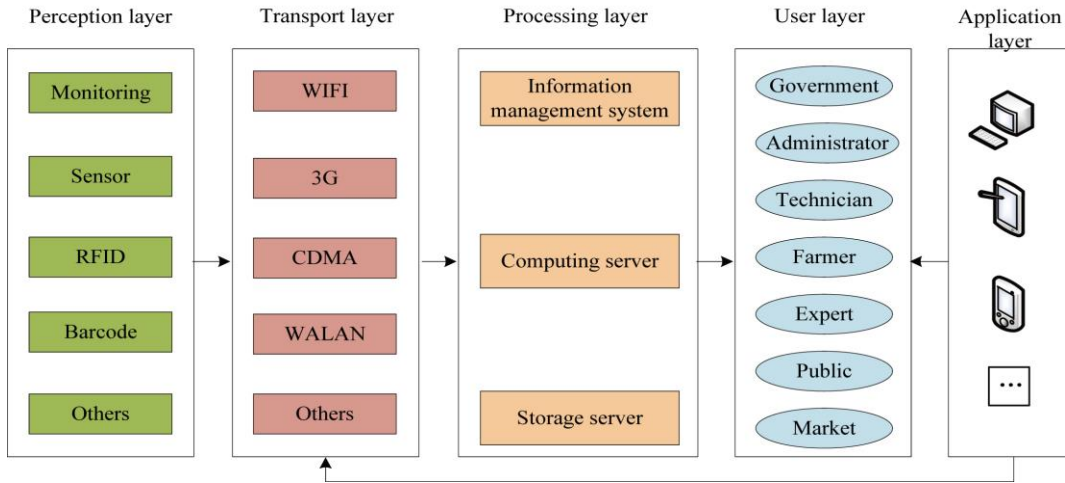 Perception layer
Transport layer
Processing layer
User layer
Application
layer
Monitoring
Sensor
RFID
Barcode
Others
WIFI
3G
CDMA
WALAN
Others
Information
management system
Computing server
Storage server
Government
Administrator
Technician
Farmer
Expert
Public
Market
...